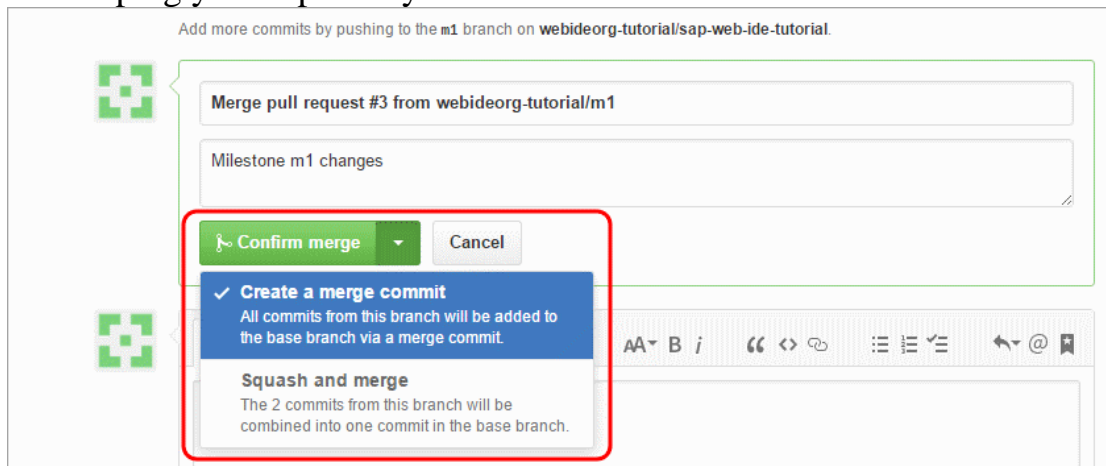 Add more commits by pushing to the m1 branch on webideorg-tutorial/sap-web-ide-tutorial.
Merge pull request #3 from webideorg-tutorial/m1
Milestone m1 changes
Confirm merge
Cancel
Create a merge commit
All commits from this branch will be added to
the base branch via a merge commit.
AA B i “ <> @
Squash and merge
The 2 commits from this branch will be
combined into one commit in the base branch.